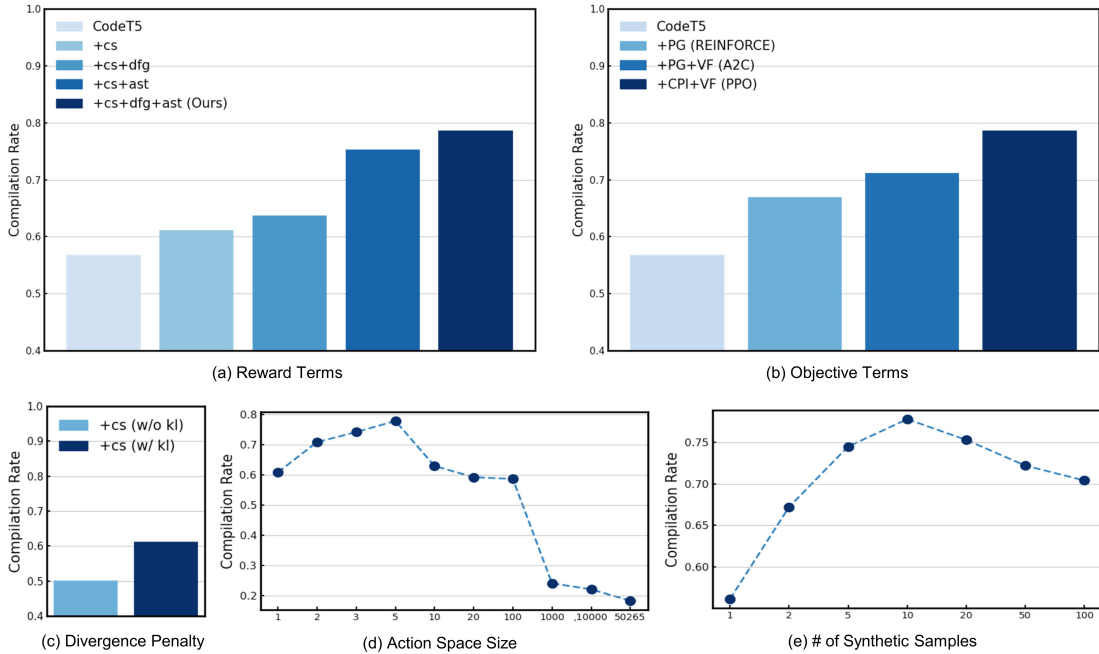 1.0
0.9
0.8
0.7
0.6
0.5
0.4
Compilation Rate
CodeT5
+cs
+cs+dfg
+cs+ast
+cs+dfg+ast (Ours)
(a) Reward Terms
1.0
0.9
0.8
0.7
0.6
0.5
0.4
Compilation Rate
CodeT5
+PG (REINFORCE)
+PG+VF (A2C)
+CPI+VF (PPO)
(b) Objective Terms
1.0
0.9
0.8
0.7
0.6
0.5
0.4
Compilation Rate
+cs (w/o kl)
+cs (w/ kl)
(c) Divergence Penalty
0.8
0.7
0.6
0.5
0.4
0.3
0.2
Compilation Rate
1 2 3 5 10 20 100 1000 ,10000 50265
(d) Action Space Size
0.75
0.70
0.65
0.60
Compilation Rate
1 2 5 10 20 50 100
(e) # of Synthetic Samples